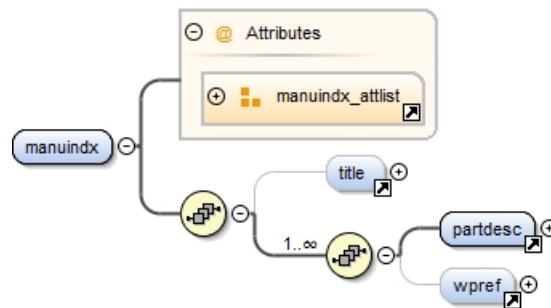 @ Attributes
manuindx_attlist
manuindx
title
1..∞
partdesc
wpref